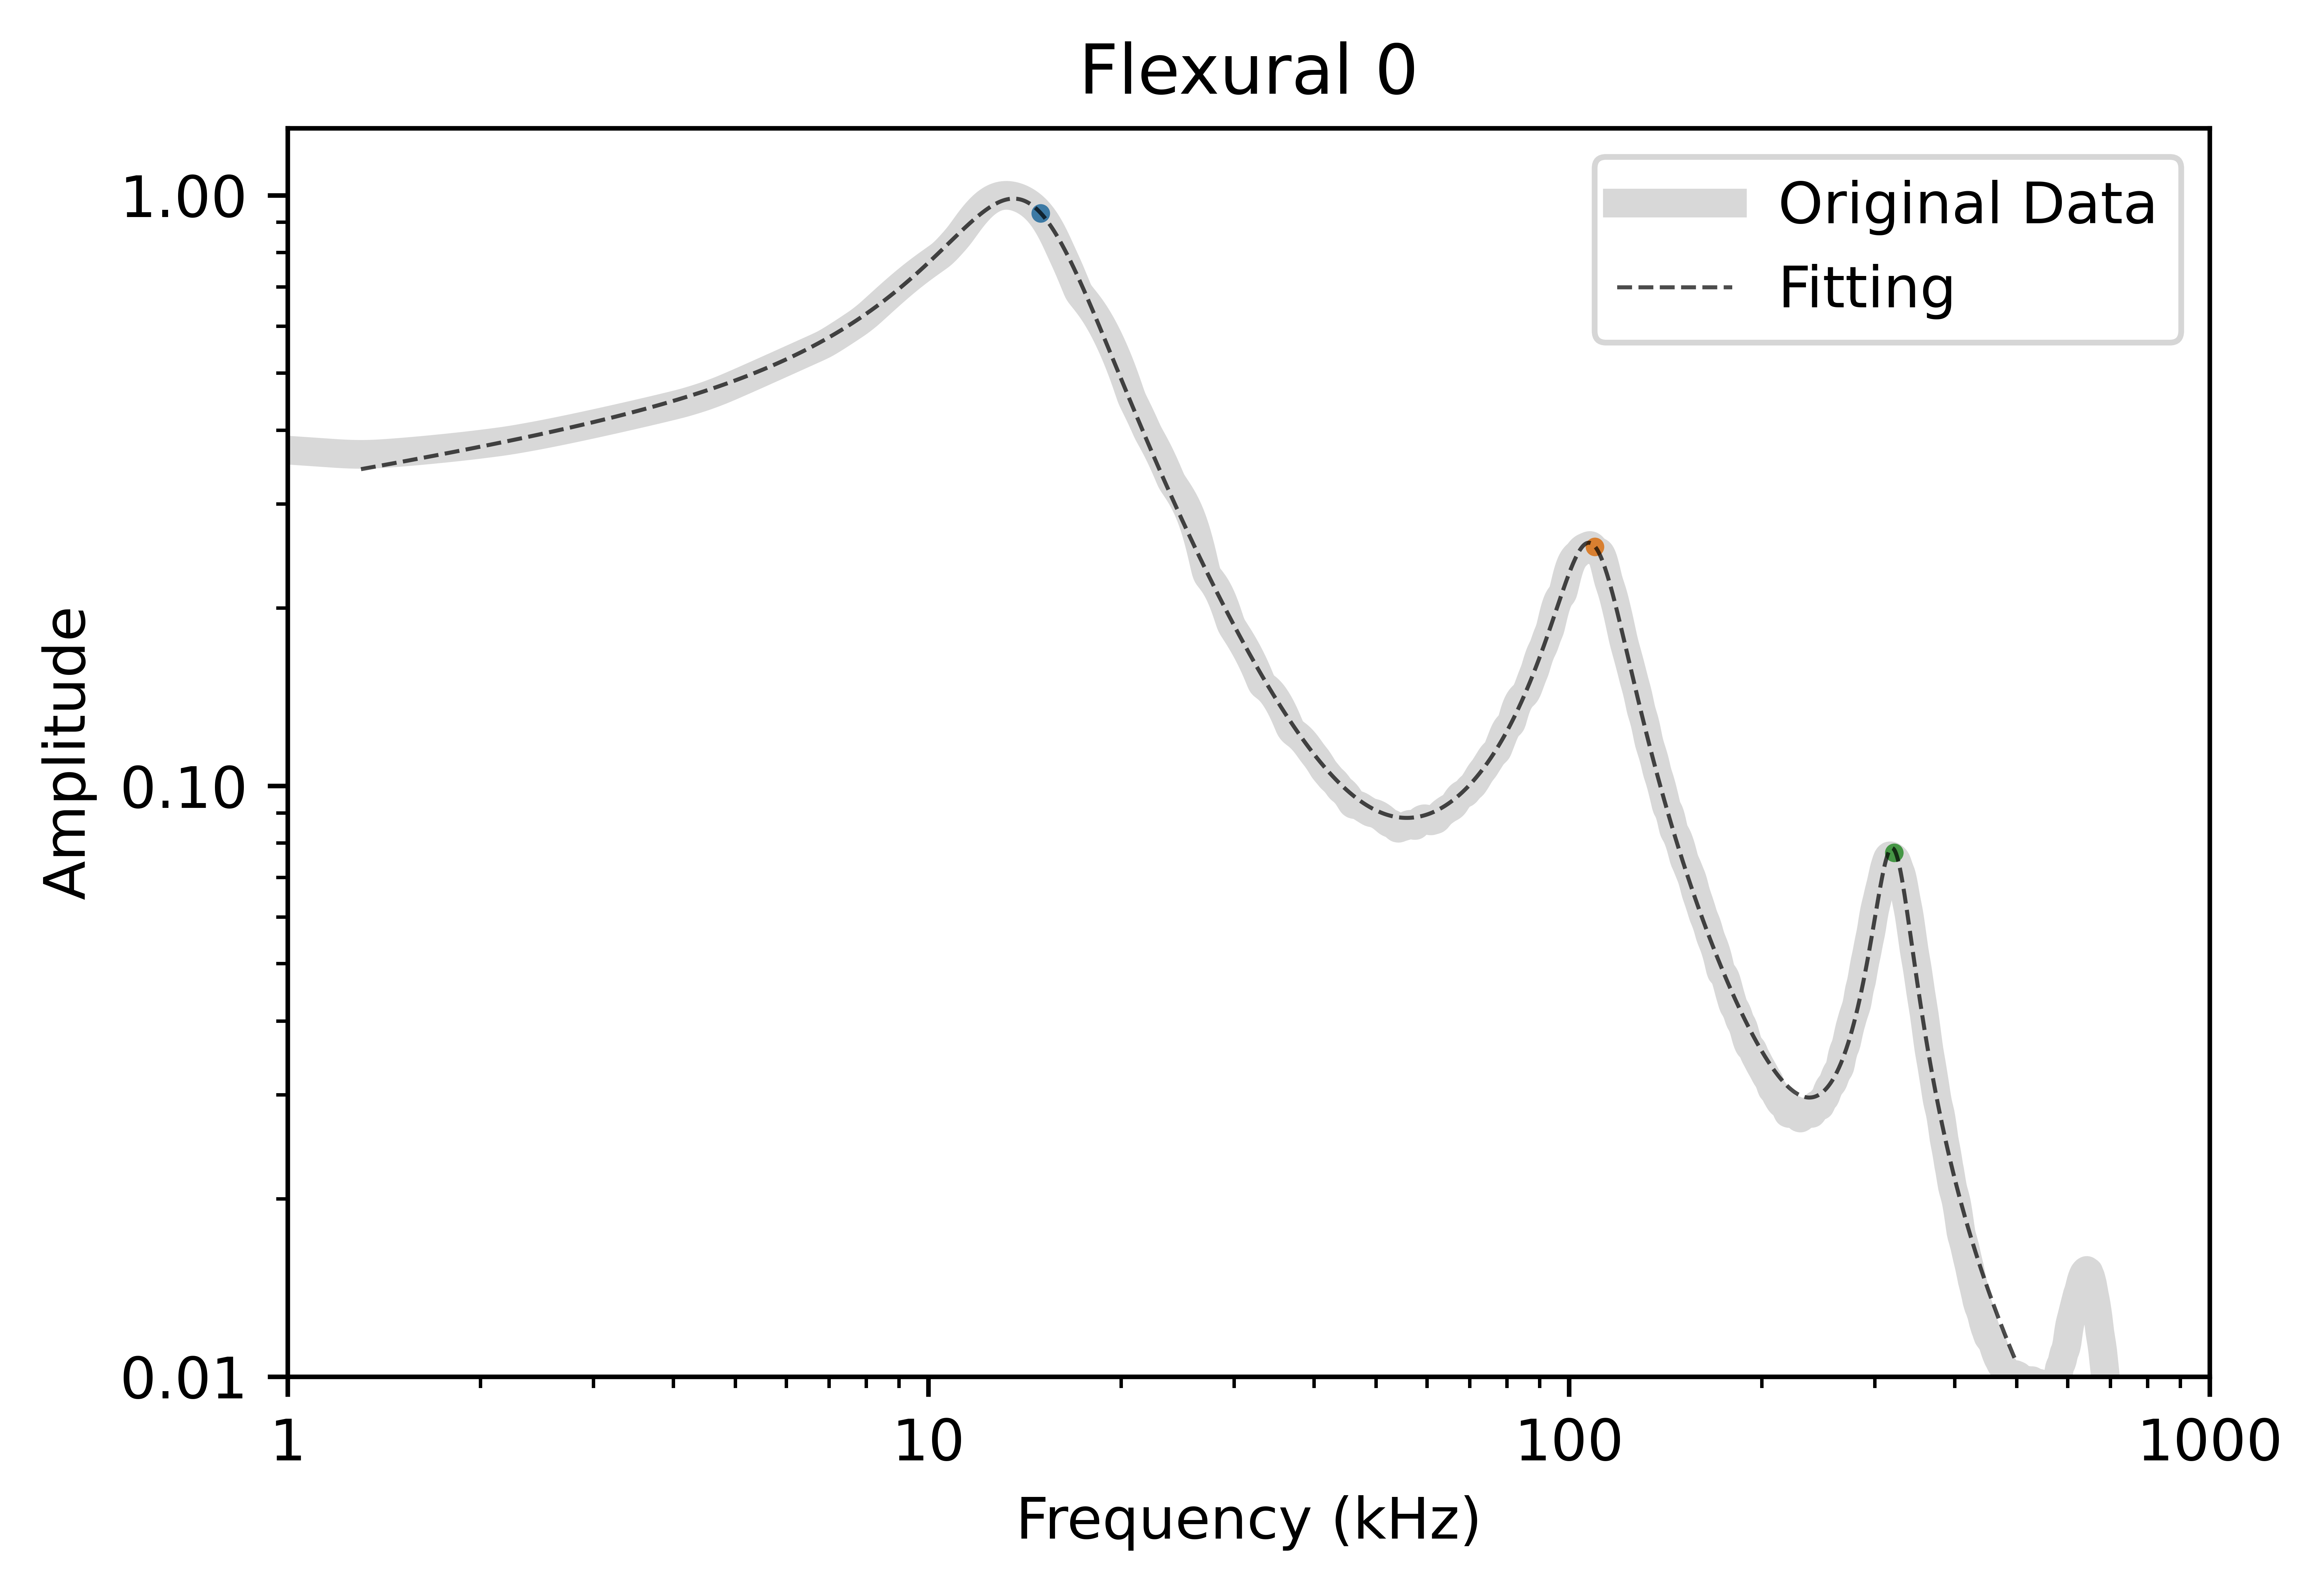 Flexural 0
Original Data
Fitting
Amplitude
1.00
0.10
0.01
1
10
100
1000
Frequency (kHz)